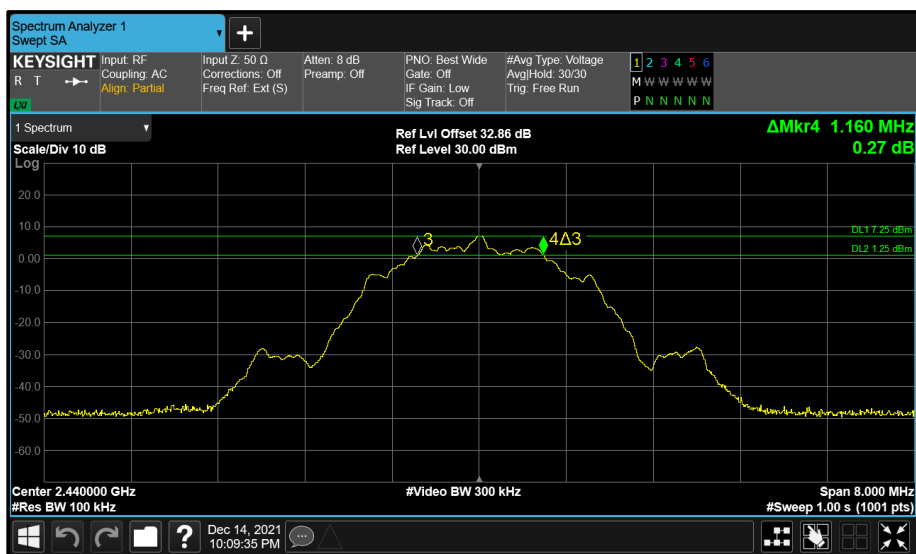 Spectrum Analyzer 1
Swept SA
+
KEYSIGHT
R T
LXI
Input: RF
Coupling: AC
Align: Partial
Input Z: 50 Ω
Corrections: Off
Freq Ref: Ext (S)
Atten: 8 dB
Preamp: Off
PNO: Best Wide
Gate: Off
IF Gain: Low
Sig Track: Off
#Avg Type: Voltage
Avg|Hold: 30/30
Trig: Free Run
1 2 3 4 5 6
M W W W W W
P N N N N N
1 Spectrum
Scale/Div 10 dB
Log
Ref Lvl Offset 32.86 dB
Ref Level 30.00 dBm
ΔMkr4 1.160 MHz
0.27 dB
20.0
10.0
0.00
-10.0
-20.0
-30.0
-40.0
-50.0
-60.0
3
4Δ3
DL1 7.25 dBm
DL2 1.25 dBm
Center 2.440000 GHz
#Res BW 100 kHz
#Video BW 300 kHz
Span 8.000 MHz
#Sweep 1.00 s (1001 pts)
?
Dec 14, 2021
10:09:35 PM